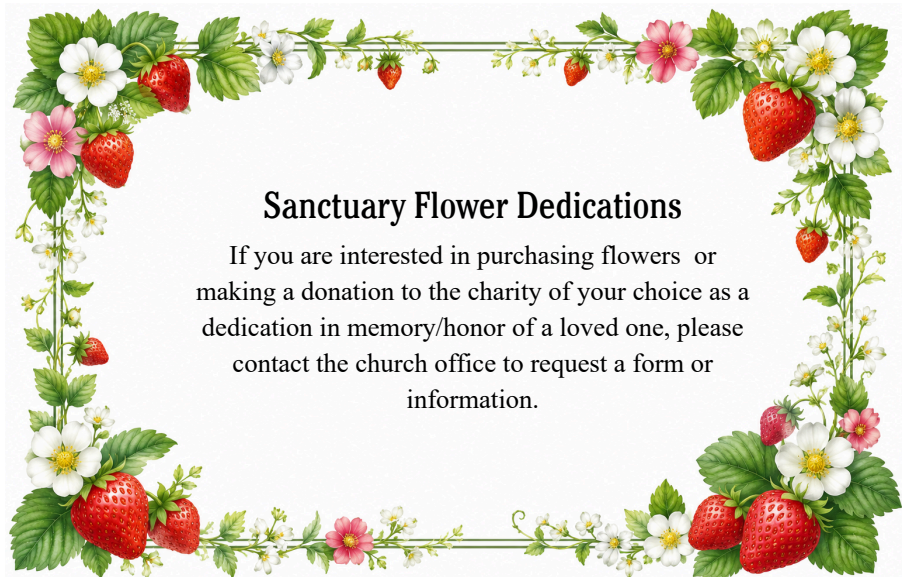 Sanctuary Flower Dedications
If you are interested in purchasing flowers  or
making a donation to the charity of your choice as a
dedication in memory/honor of a loved one, please
contact the church office to request a form or
information.